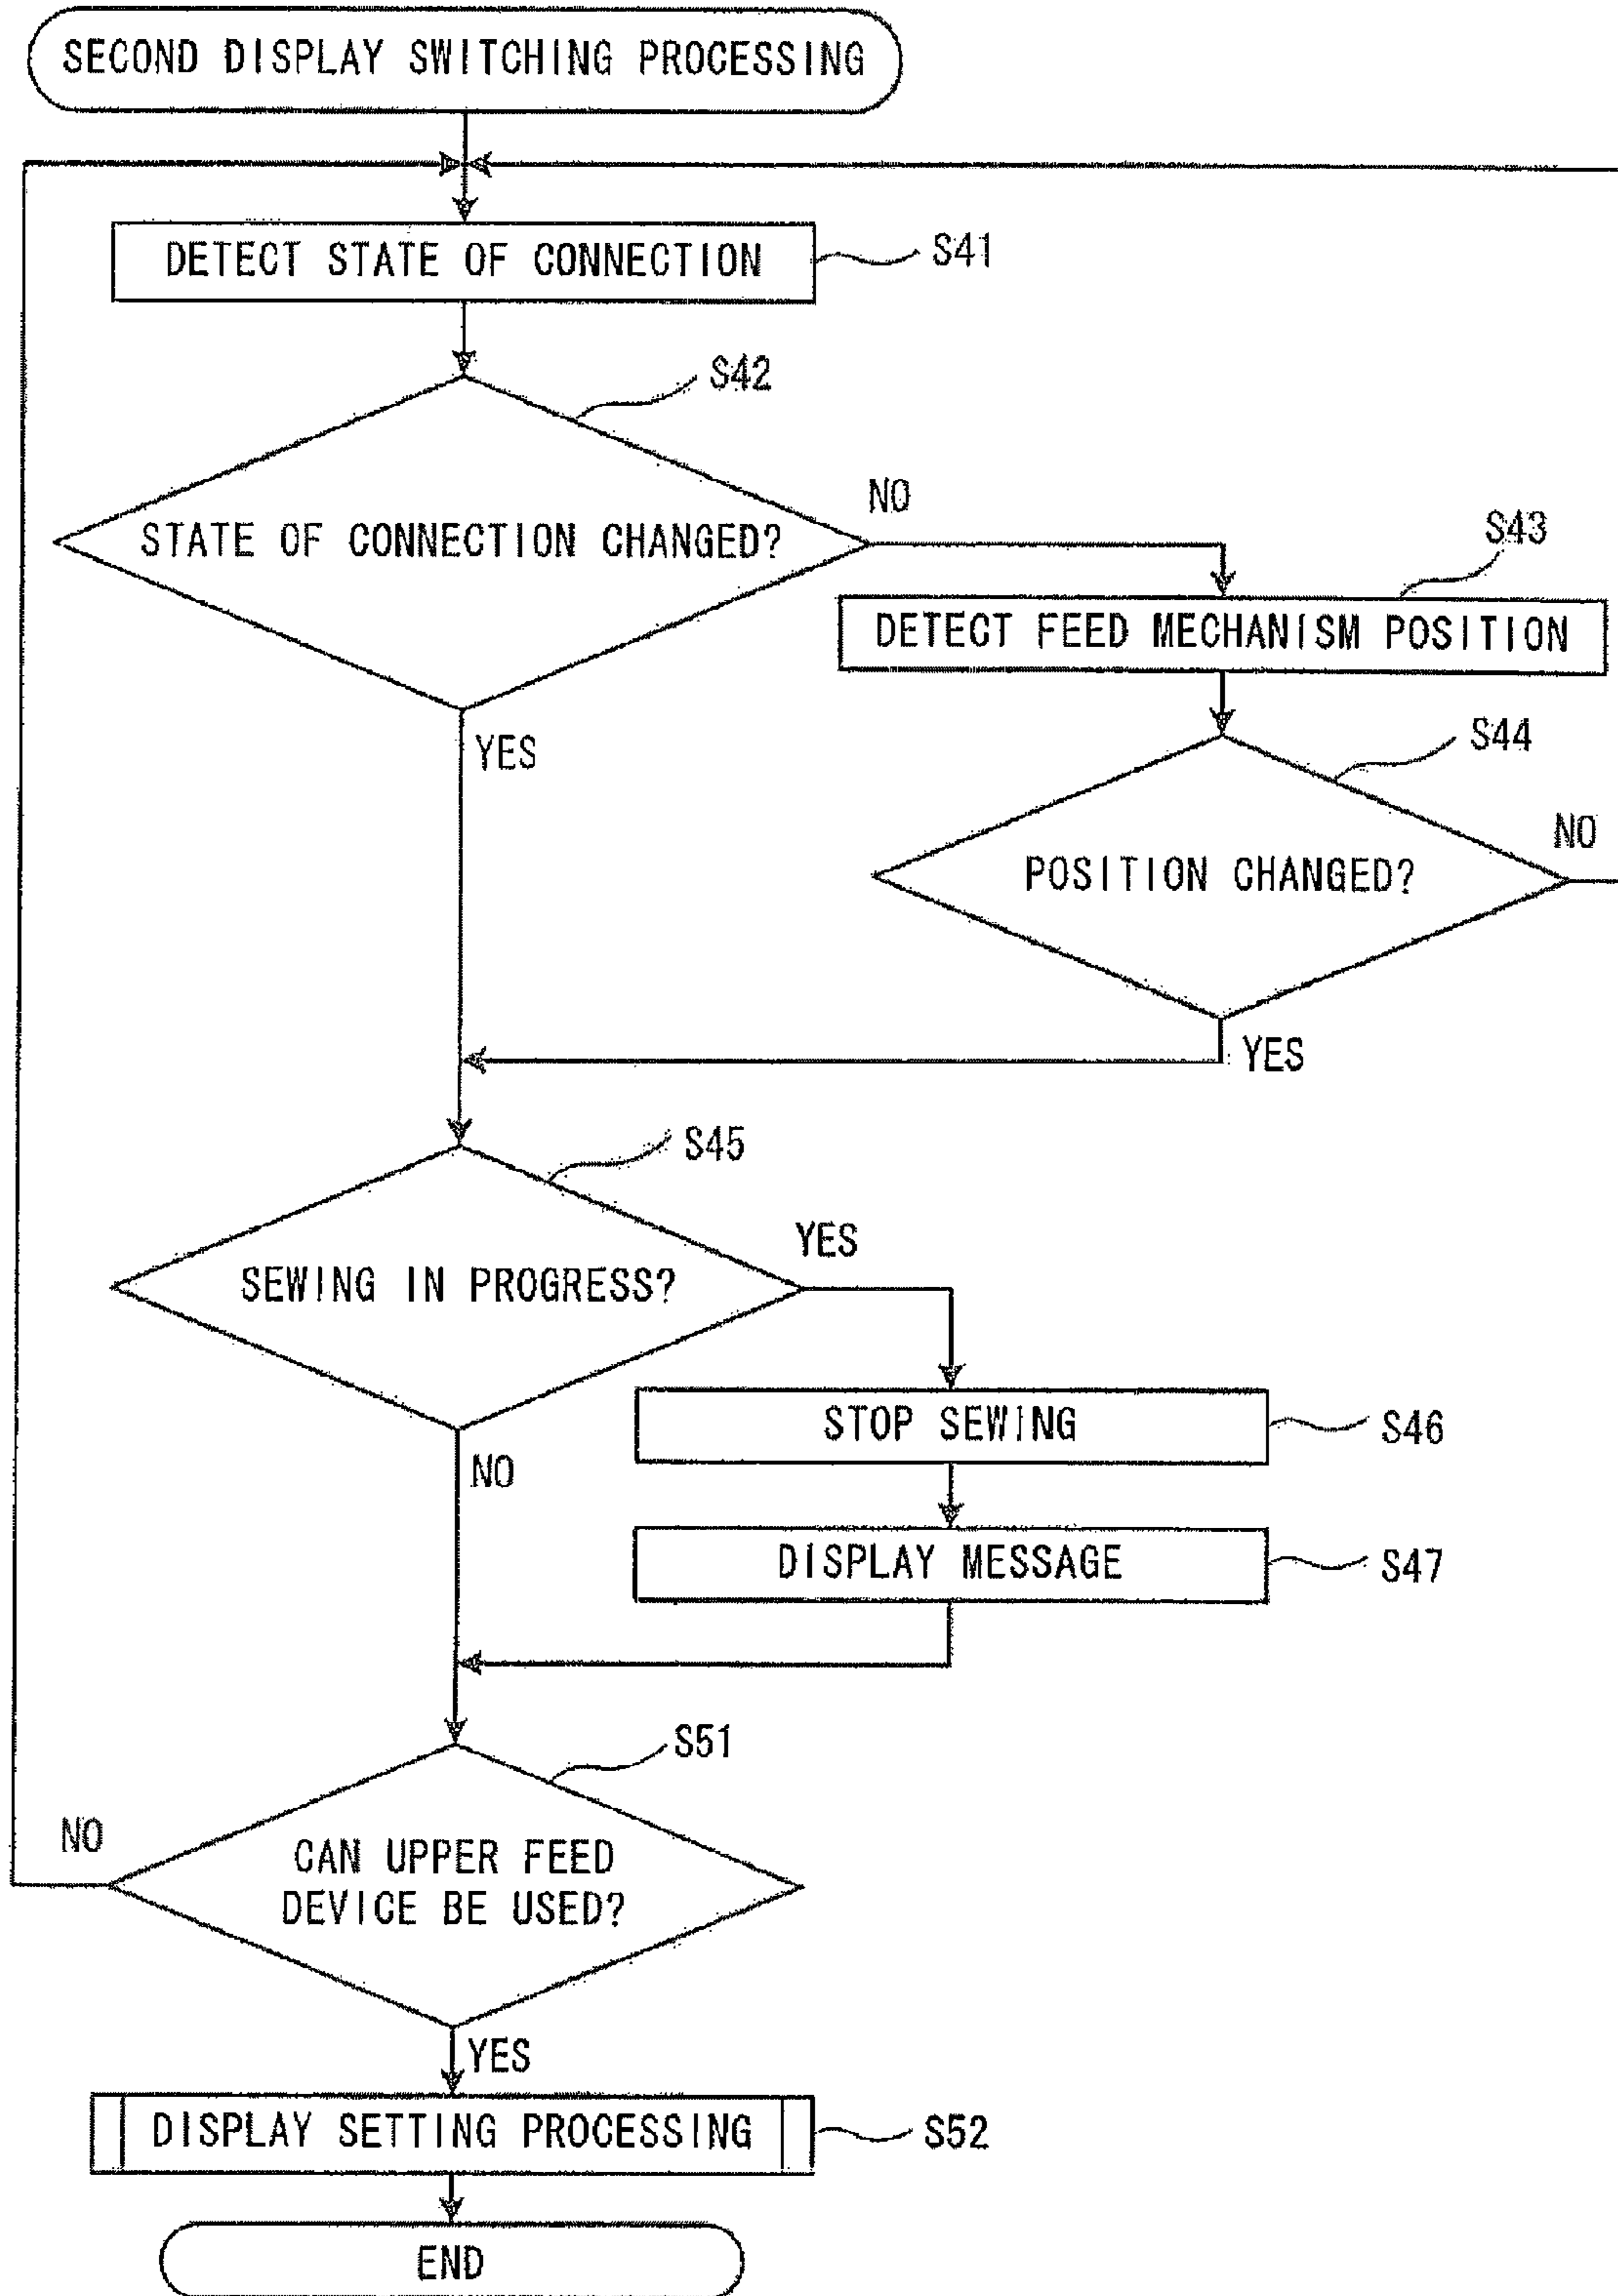 SECOND DISPLAY SWITCHING PROCESSING
DETECT STATE OF CONNECTION
S41
S42
STATE OF CONNECTION CHANGED?
NO
S43
DETECT FEED MECHANISM POSITION
YES
S44
POSITION CHANGED?
NO
YES
S45
SEWING IN PROGRESS?
YES
STOP SEWING
S46
NO
DISPLAY MESSAGE
S47
S51
NO
CAN UPPER FEED
DEVICE BE USED?
YES
DISPLAY SETTING PROCESSING
S52
END